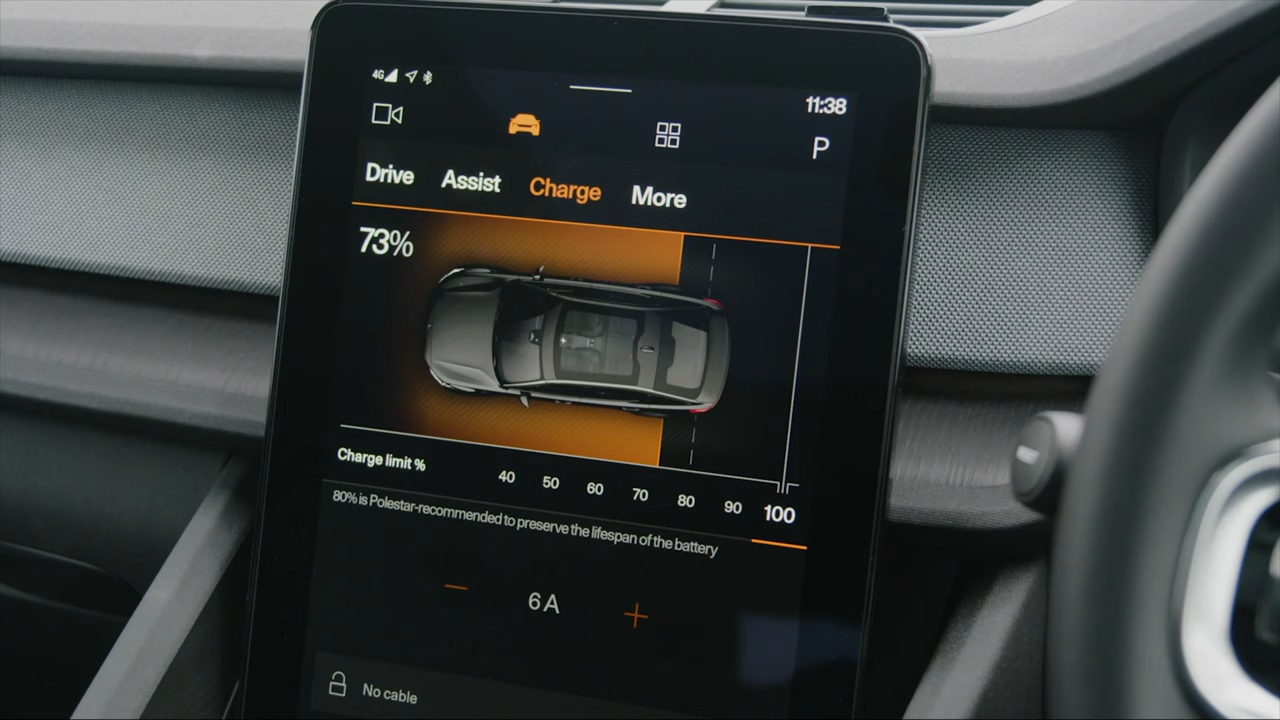 4G
11:38
P
Drive Assist Charge More
73%
Charge limit % 40 50 60 70 80 90 100
80% is Polestar-recommended to preserve the lifespan of the battery
− 6 A +
No cable